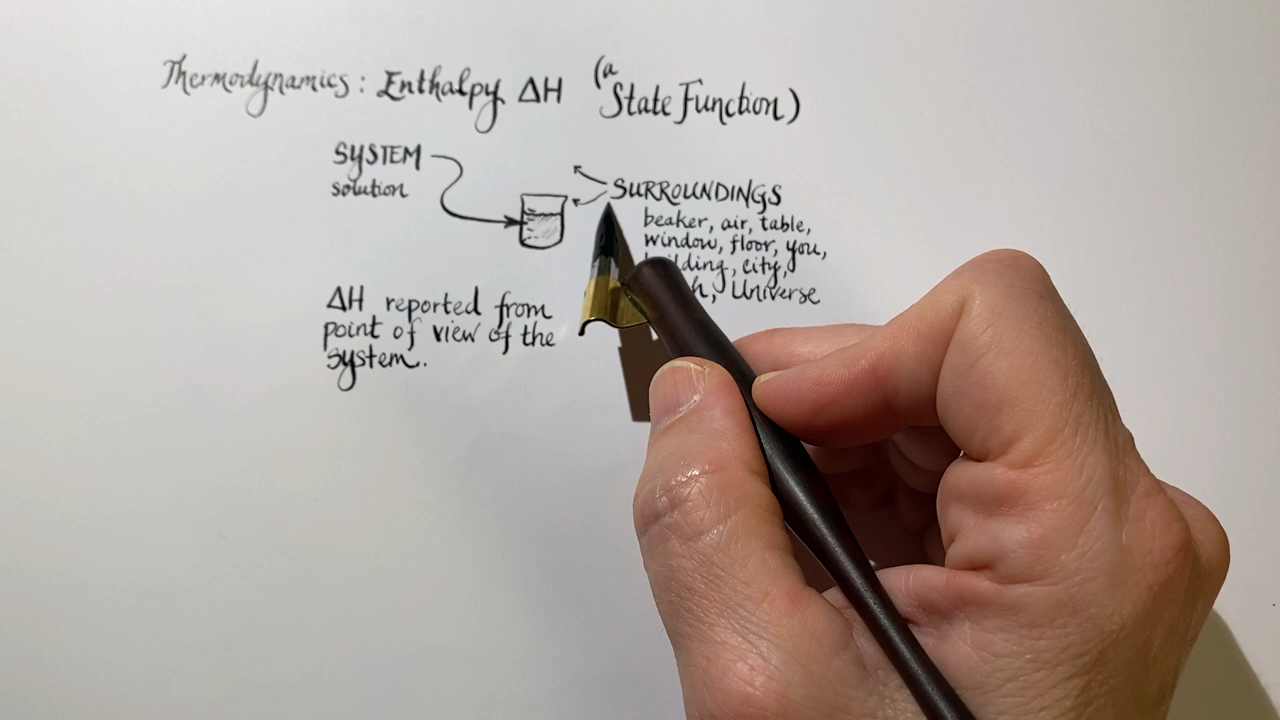 Thermodynamics: Enthalpy ΔH (a State Function)
SYSTEM
solution
SURROUNDINGS
beaker, air, table,
window, floor, you,
city,
Universe
ΔH reported from
point of view of the
system.